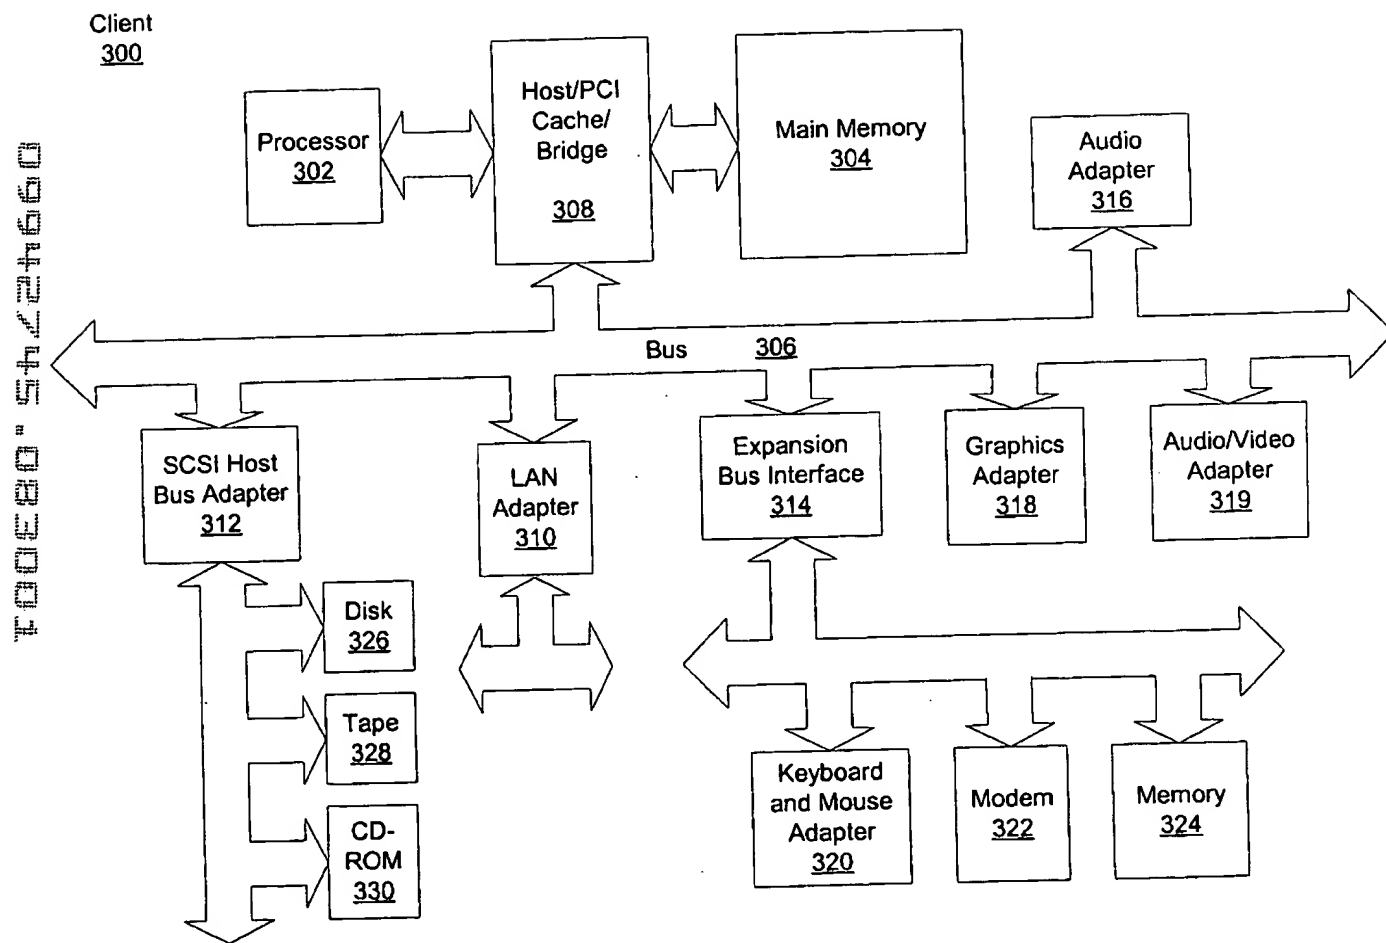 Client
300
Processor
302
Host/PCI
Cache/
Bridge
308
Main Memory
304
Audio
Adapter
316
Bus 306
SCSI Host
Bus Adapter
312
LAN
Adapter
310
Expansion
Bus Interface
314
Graphics
Adapter
318
Audio/Video
Adapter
319
Disk
326
Tape
328
CD-
ROM
330
Keyboard
and Mouse
Adapter
320
Modem
322
Memory
324
09942745.083001